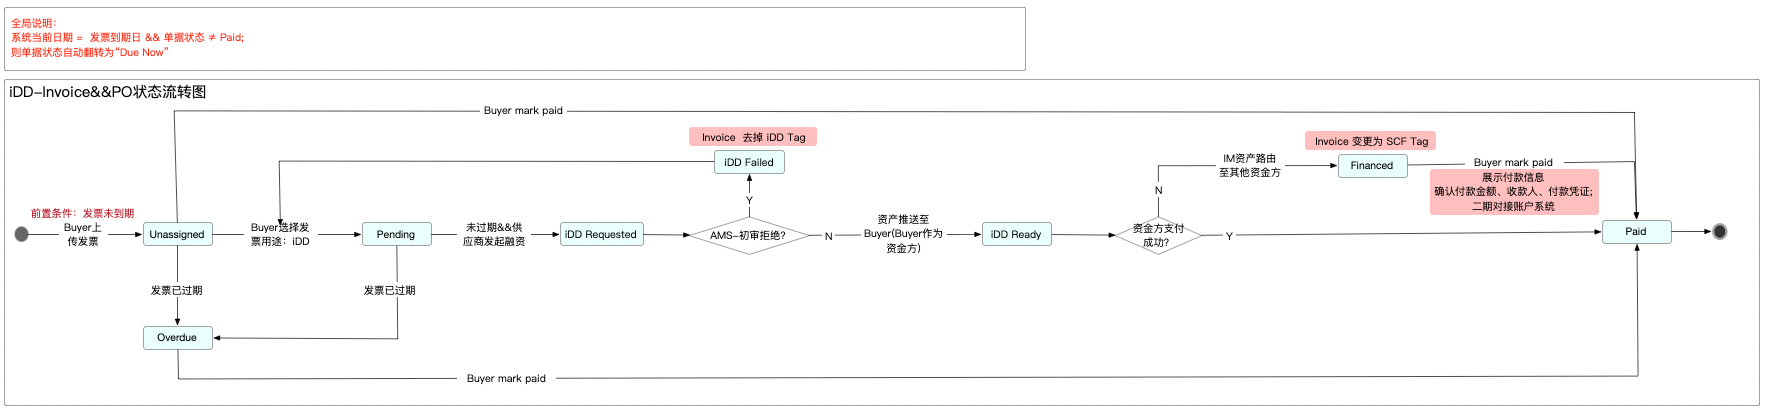 全局说明：
系统当前日期 = 发票到期日 && 单据状态 ≠ Paid;
则单据状态自动翻转为“Due Now”
iDD-Invoice&&PO状态流转图
Buyer mark paid
Invoice 去掉 iDD Tag
iDD Failed
Invoice 变更为 SCF Tag
IM资产路由
至其他资金方
Financed
Buyer mark paid
展示付款信息
确认付款金额、收款人、付款凭证;
二期对接账户系统
N
Y
前置条件：发票未到期
Buyer上
传发票
Unassigned
Buyer选择发
票用途：iDD
Pending
未过期&&供
应商发起融资
iDD Requested
AMS-初审拒绝?
N
资产推送至
Buyer(Buyer作为
资金方)
iDD Ready
资金方支付
成功?
Y
Paid
发票已过期
发票已过期
Overdue
Buyer mark paid